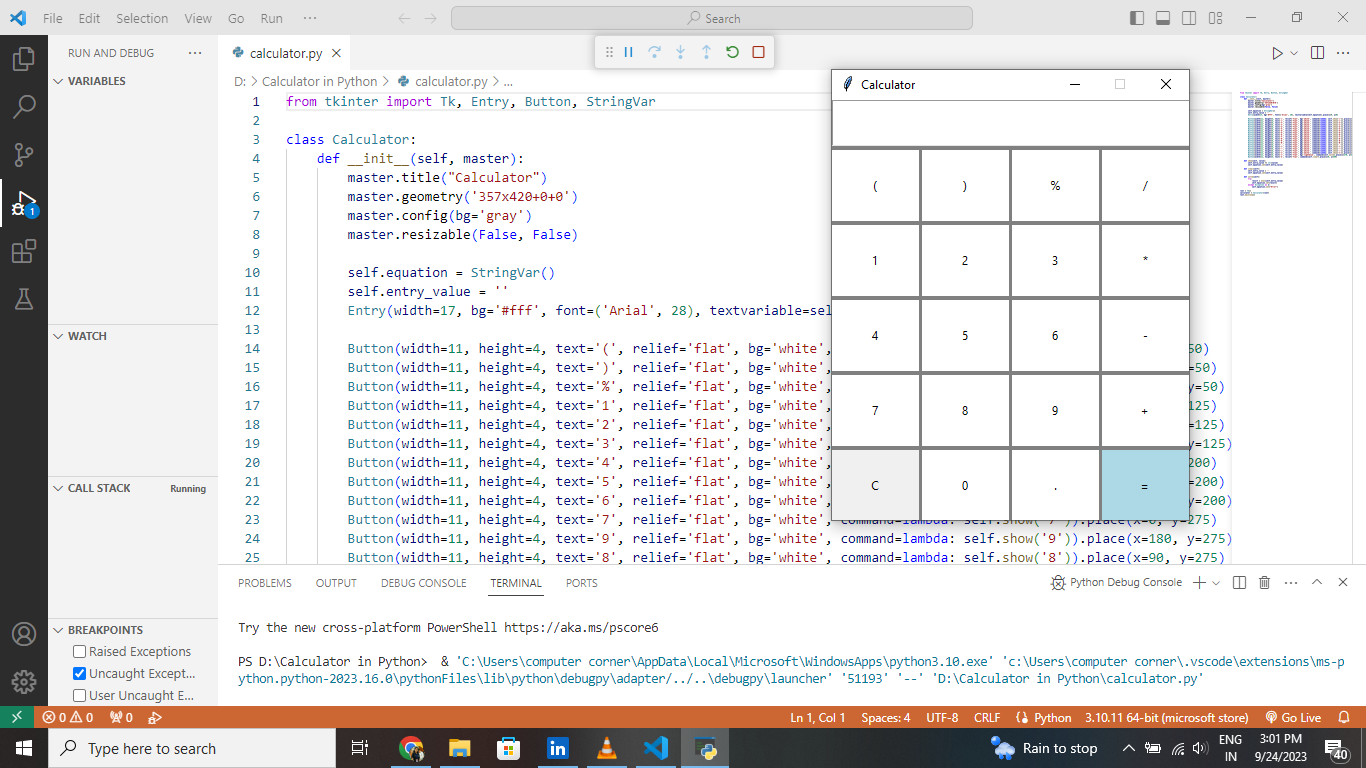 File Edit Selection View Go Run ··· Search
RUN AND DEBUG ···
VARIABLES
WATCH
CALL STACK Running
BREAKPOINTS
Raised Exceptions
Uncaught Except...
User Uncaught E...
1
calculator.py
D: > Calculator in Python > calculator.py > ...
1 from tkinter import Tk, Entry, Button, StringVar
2
3 class Calculator:
4 def __init__(self, master):
5 master.title("Calculator")
6 master.geometry('357x420+0+0')
7 master.config(bg='gray')
8 master.resizable(False, False)
9
10 self.equation = StringVar()
11 self.entry_value = ''
12 Entry(width=17, bg='#fff', font=('Arial', 28), textvariable=sel
13
14 Button(width=11, height=4, text='(', relief='flat', bg='white', 50)
15 Button(width=11, height=4, text=')', relief='flat', bg='white', =50)
16 Button(width=11, height=4, text='%', relief='flat', bg='white', y=50)
17 Button(width=11, height=4, text='1', relief='flat', bg='white', 125)
18 Button(width=11, height=4, text='2', relief='flat', bg='white', =125)
19 Button(width=11, height=4, text='3', relief='flat', bg='white', y=125)
20 Button(width=11, height=4, text='4', relief='flat', bg='white', 200)
21 Button(width=11, height=4, text='5', relief='flat', bg='white', =200)
22 Button(width=11, height=4, text='6', relief='flat', bg='white', y=200)
23 Button(width=11, height=4, text='7', relief='flat', bg='white', command=lambda: self.show('7')).place(x=0, y=275)
24 Button(width=11, height=4, text='9', relief='flat', bg='white', command=lambda: self.show('9')).place(x=180, y=275)
25 Button(width=11, height=4, text='8', relief='flat', bg='white', command=lambda: self.show('8')).place(x=90, y=275)
Calculator
( ) % /
1 2 3 *
4 5 6 -
7 8 9 +
C 0 . =
PROBLEMS OUTPUT DEBUG CONSOLE TERMINAL PORTS Python Debug Console
Try the new cross-platform PowerShell https://aka.ms/pscore6
PS D:\Calculator in Python> & 'C:\Users\computer corner\AppData\Local\Microsoft\WindowsApps\python3.10.exe' 'c:\Users\computer corner\.vscode\extensions\ms-p
ython.python-2023.16.0\pythonFiles\lib\python\debugpy\adapter/../..\debugpy\launcher' '51193' '--' 'D:\Calculator in Python\calculator.py'
0 0 0 Ln 1, Col 1 Spaces: 4 UTF-8 CRLF Python 3.10.11 64-bit (microsoft store) Go Live
Type here to search Rain to stop
ENG 3:01 PM
IN 9/24/2023 40